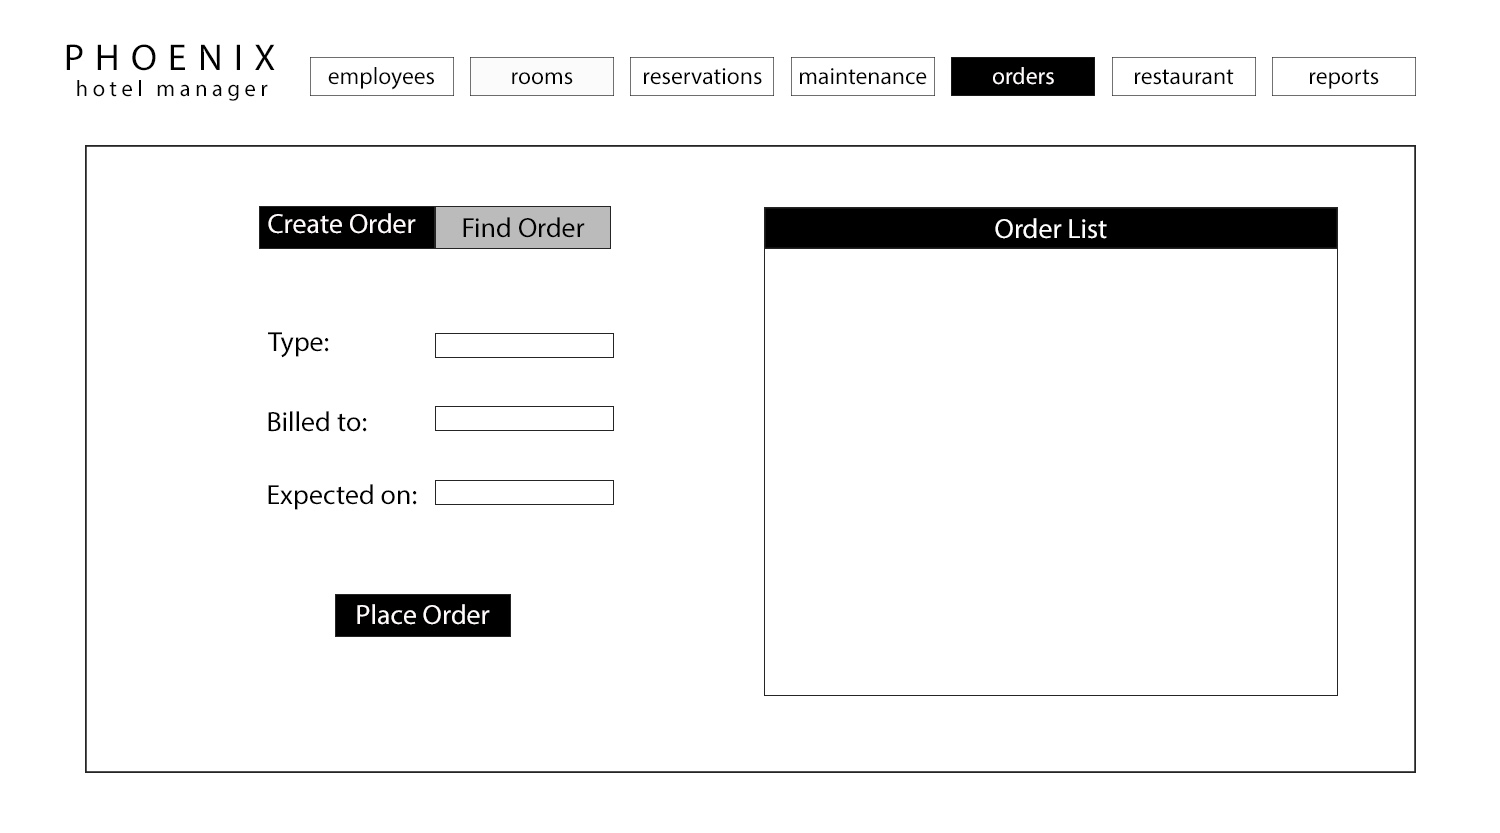 PHOENIX
hotel manager
employees
rooms
reservations
maintenance
orders
restaurant
reports
Create Order
Find Order
Order List
Type:
Billed to:
Expected on:
Place Order